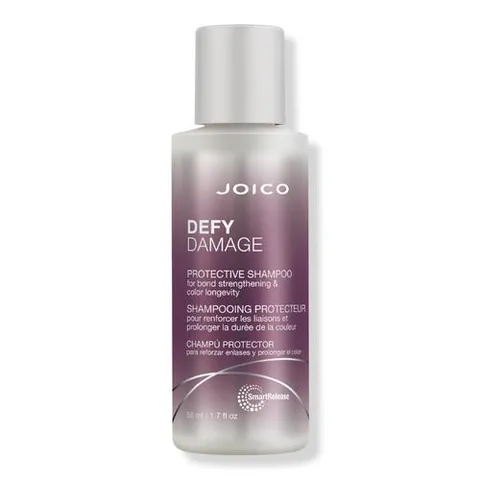 JOICO
DEFY
DAMAGE
PROTECTIVE SHAMPOO
for bond strengthening &
color longevity
SHAMPOOING PROTECTEUR
pour renforcer les liaisons et
prolonger la durée de la couleur
CHAMPÚ PROTECTOR
para reforzar enlases y prolongar el color
SmartRelease
50 ml / 1.7 fl oz